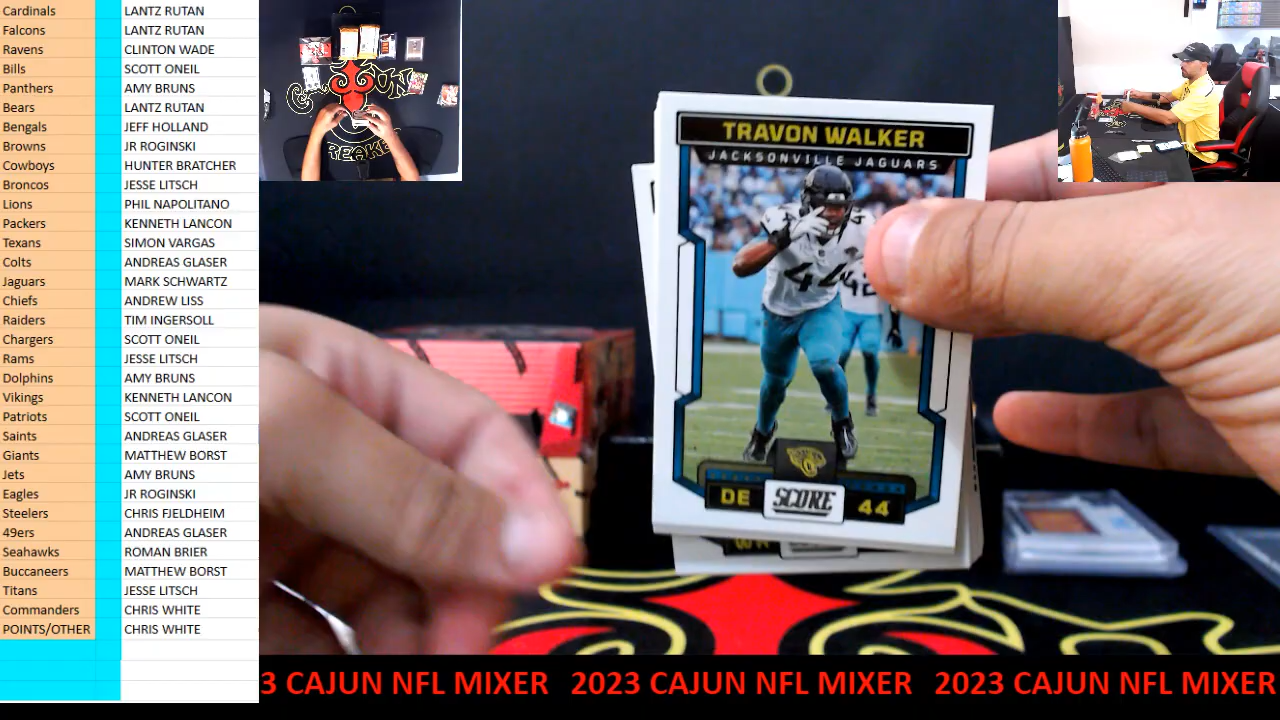 Cardinals LANTZ RUTAN
Falcons LANTZ RUTAN
Ravens CLINTON WADE
Bills SCOTT ONEIL
Panthers AMY BRUNS
Bears LANTZ RUTAN
Bengals JEFF HOLLAND
Browns JR ROGINSKI
Cowboys HUNTER BRATCHER
Broncos JESSE LITSCH
Lions PHIL NAPOLITANO
Packers KENNETH LANCON
Texans SIMON VARGAS
Colts ANDREAS GLASER
Jaguars MARK SCHWARTZ
Chiefs ANDREW LISS
Raiders TIM INGERSOLL
Chargers SCOTT ONEIL
Rams JESSE LITSCH
Dolphins AMY BRUNS
Vikings KENNETH LANCON
Patriots SCOTT ONEIL
Saints ANDREAS GLASER
Giants MATTHEW BORST
Jets AMY BRUNS
Eagles JR ROGINSKI
Steelers CHRIS FJELDHEIM
49ers ANDREAS GLASER
Seahawks ROMAN BRIER
Buccaneers MATTHEW BORST
Titans JESSE LITSCH
Commanders CHRIS WHITE
POINTS/OTHER CHRIS WHITE
TRAVON WALKER
JACKSONVILLE JAGUARS
44
42
DE SCORE 44
WR
REAKE
3 CAJUN NFL MIXER 2023 CAJUN NFL MIXER 2023 CAJUN NFL MIXER